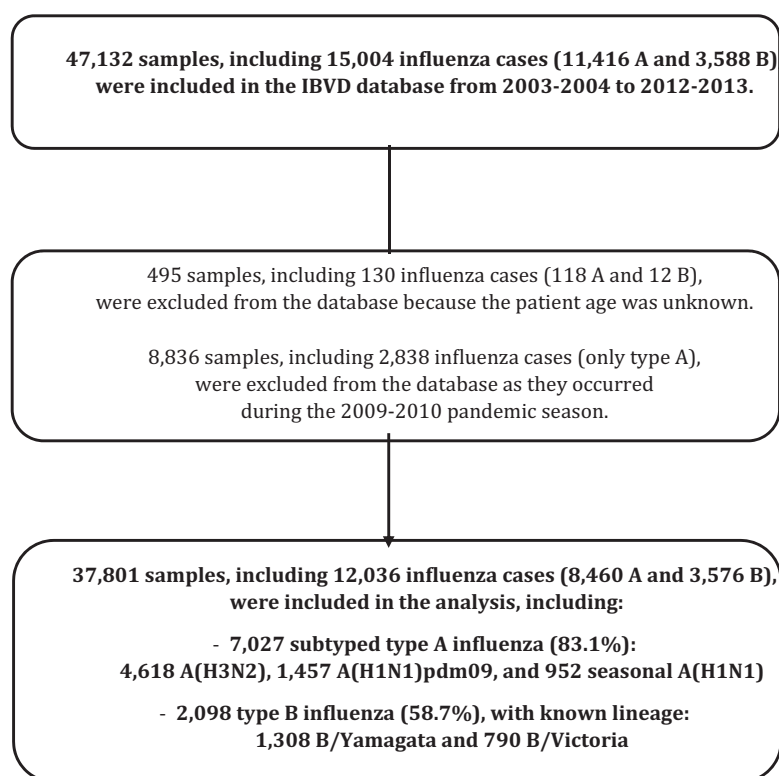 47,132 samples, including 15,004 influenza cases (11,416 A and 3,588 B)
were included in the IBVD database from 2003-2004 to 2012-2013.
495 samples, including 130 influenza cases (118 A and 12 B),
were excluded from the database because the patient age was unknown.
8,836 samples, including 2,838 influenza cases (only type A),
were excluded from the database as they occurred
during the 2009-2010 pandemic season.
37,801 samples, including 12,036 influenza cases (8,460 A and 3,576 B),
were included in the analysis, including:
- 7,027 subtyped type A influenza (83.1%):
4,618 A(H3N2), 1,457 A(H1N1)pdm09, and 952 seasonal A(H1N1)
- 2,098 type B influenza (58.7%), with known lineage:
1,308 B/Yamagata and 790 B/Victoria